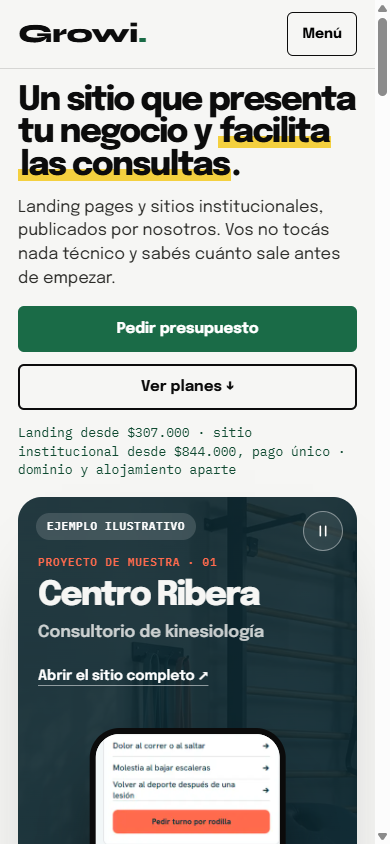 Growi.
Menú
Un sitio que presenta
tu negocio y facilita
las consultas.
Landing pages y sitios institucionales,
publicados por nosotros. Vos no tocás
nada técnico y sabés cuánto sale antes
de empezar.
Pedir presupuesto
Ver planes ↓
Landing desde $307.000 · sitio
institucional desde $844.000, pago único ·
dominio y alojamiento aparte
EJEMPLO ILUSTRATIVO
PROYECTO DE MUESTRA · 01
Centro Ribera
Consultorio de kinesiología
Abrir el sitio completo ↗
Dolor al correr o al saltar →
Molestia al bajar escaleras →
Volver al deporte después de una
lesión →
Pedir turno por rodilla